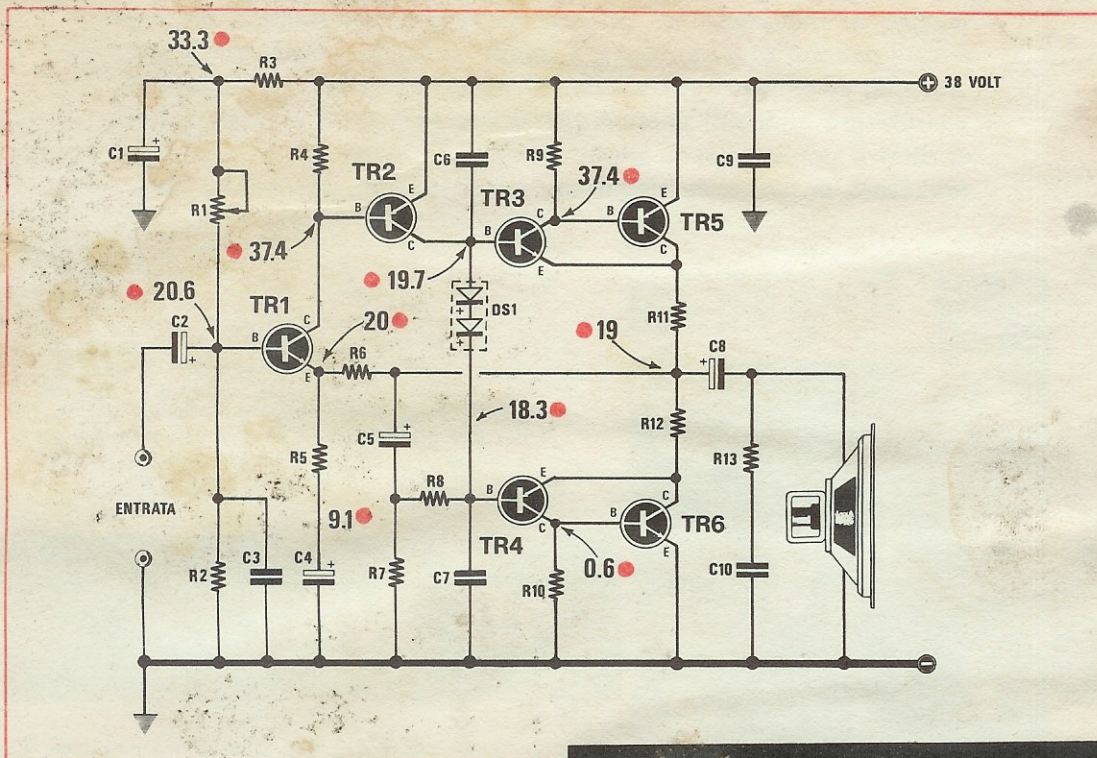 33.3
R3
38 VOLT
C1
R4
TR2
E
B
C
C6
R9
37.4
TR3
C
B
E
B
E
C
TR5
C9
R1
37.4
19.7
20.6
C2
TR1
C
B
E
20
R6
DS1
R11
19
C8
18.3
R12
R13
C5
R5
R8
ENTRATA
9.1
B
E
C
TR4
B
C
E
TR6
0.6
C3
C4
R2
R7
C7
R10
C10